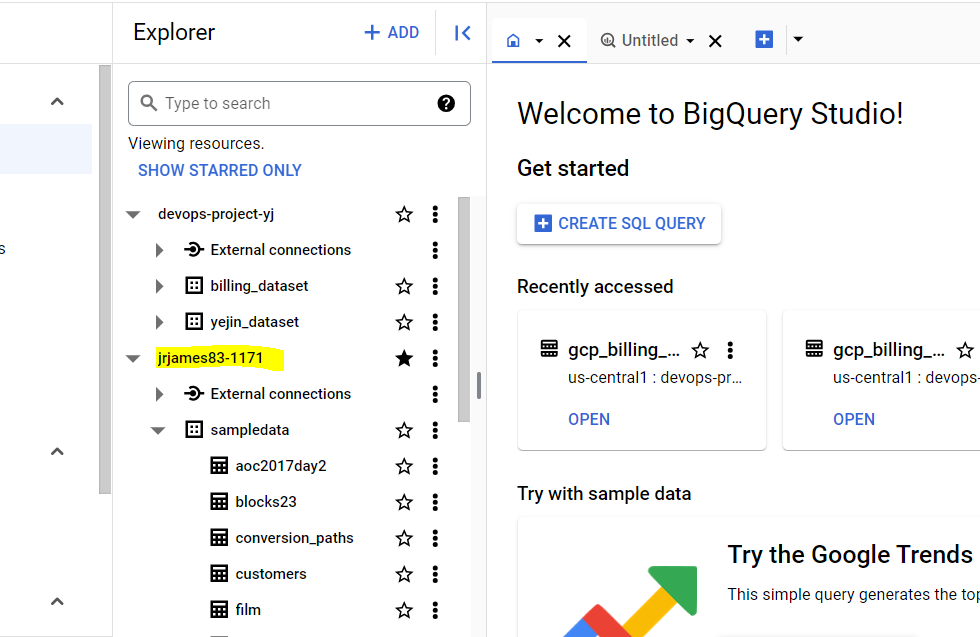 Explorer
+ ADD
Untitled
Type to search
Viewing resources.
SHOW STARRED ONLY
devops-project-yj
External connections
billing_dataset
yejin_dataset
jrjames83-1171
External connections
sampledata
aoc2017day2
blocks23
conversion_paths
customers
film
s
Welcome to BigQuery Studio!
Get started
CREATE SQL QUERY
Recently accessed
gcp_billing_...
us-central1 : devops-pr...
OPEN
gcp_billing_...
us-central1 : devops-
OPEN
Try with sample data
Try the Google Trends
This simple query generates the top